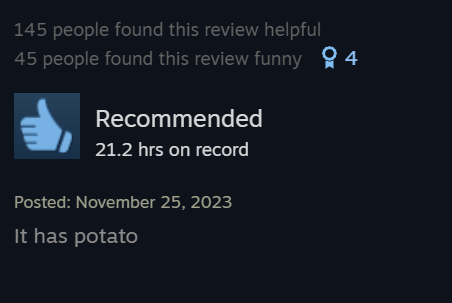 145 people found this review helpful
45 people found this review funny 4
Recommended
21.2 hrs on record
Posted: November 25, 2023
It has potato